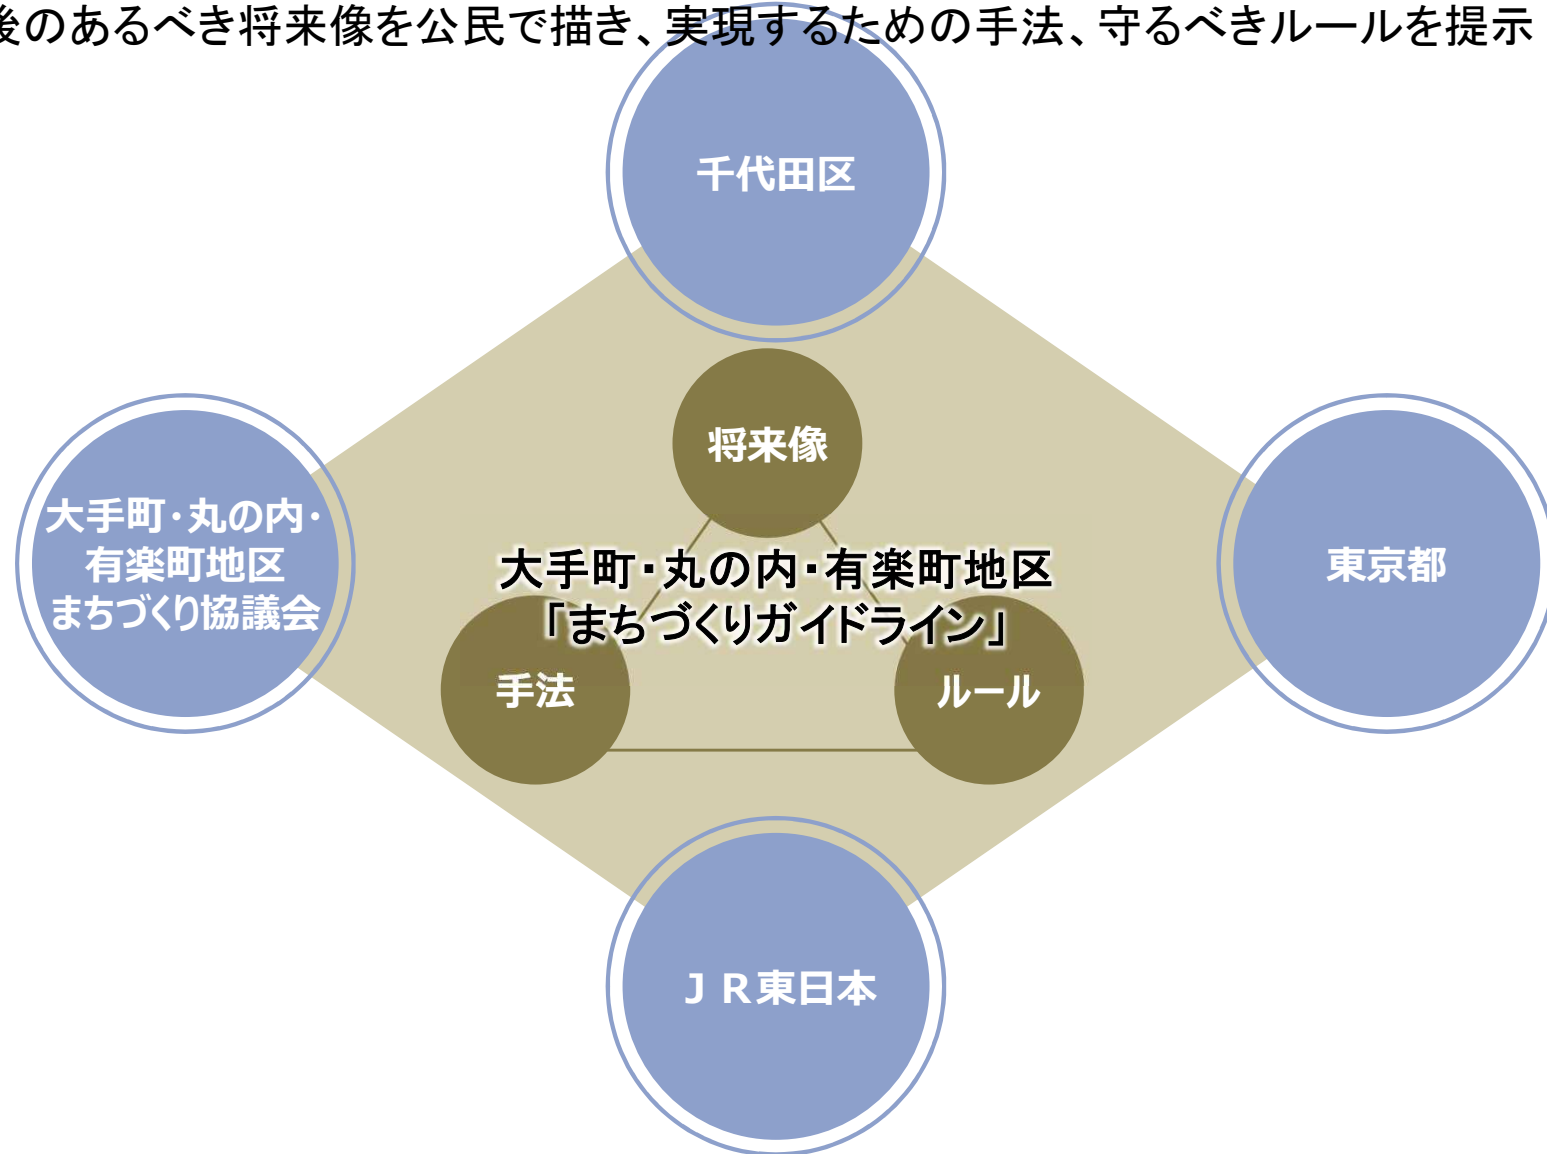 後のあるべき将来像を公民で描き、実現するための手法、守るべきルールを提示
千代田区
将来像
大手町・丸の内・
有楽町地区
まちづくり協議会
大手町・丸の内・有楽町地区
「まちづくりガイドライン」
東京都
手法
ルール
ＪＲ東日本